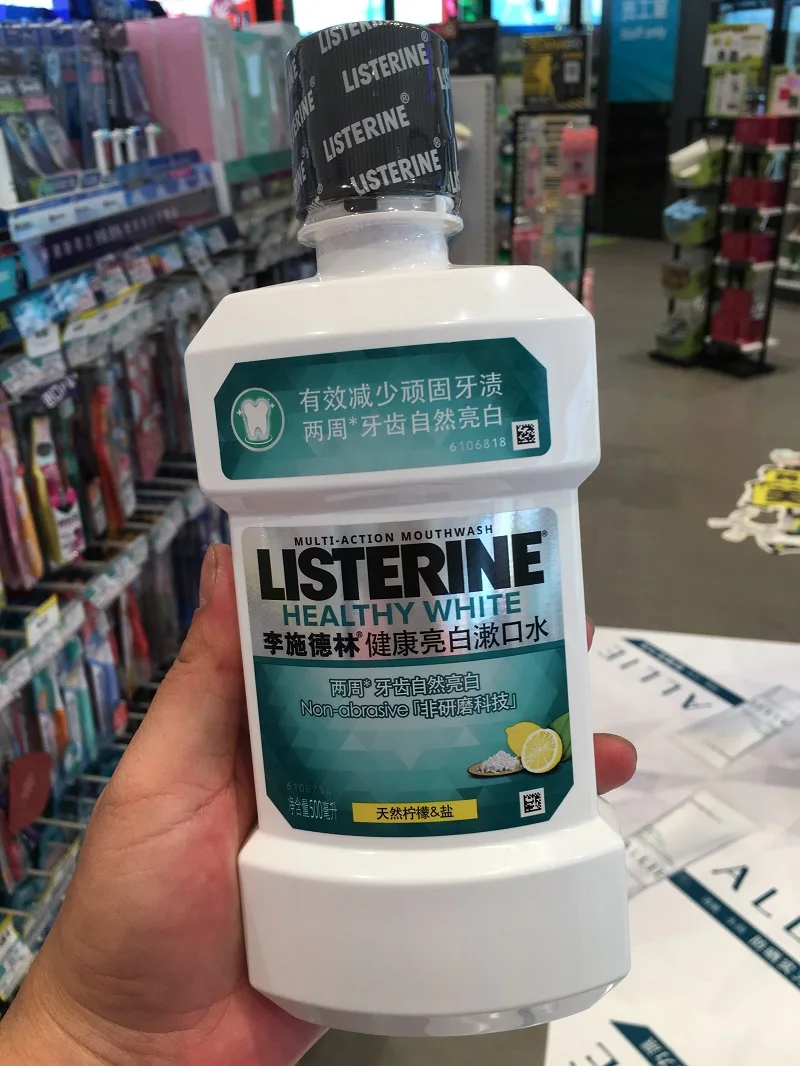 LISTERINE®
LISTERINE®
LISTERINE®
LISTERINE®
有效减少顽固牙渍
两周*牙齿自然亮白
6106818
MULTI-ACTION MOUTHWASH
LISTERINE®
HEALTHY WHITE
李施德林® 健康亮白漱口水
两周* 牙齿自然亮白
Non-abrasive「非研磨科技」
净含量500毫升
天然柠檬&盐
ALLIE
ALLIE